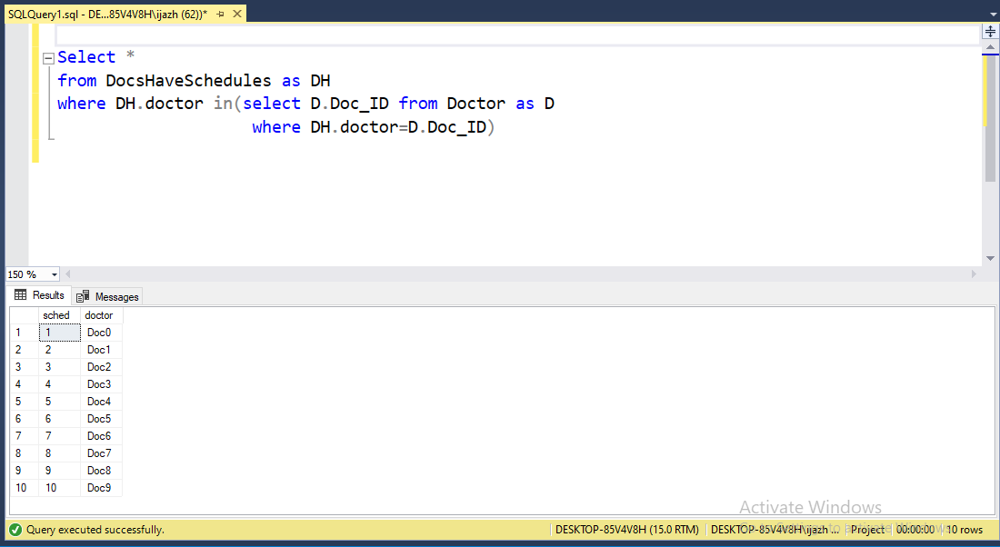 SQLQuery1.sql - DE...85V4V8H\ijazh (62))*
Select *
from DocsHaveSchedules as DH
where DH.doctor in(select D.Doc_ID from Doctor as D
where DH.doctor=D.Doc_ID)
150 %
Results Messages
sched doctor
1 1 Doc0
2 2 Doc1
3 3 Doc2
4 4 Doc3
5 5 Doc4
6 6 Doc5
7 7 Doc6
8 8 Doc7
9 9 Doc8
10 10 Doc9
Activate Windows
Query executed successfully. DESKTOP-85V4V8H (15.0 RTM) DESKTOP-85V4V8H\ijazh ... Project 00:00:00 10 rows